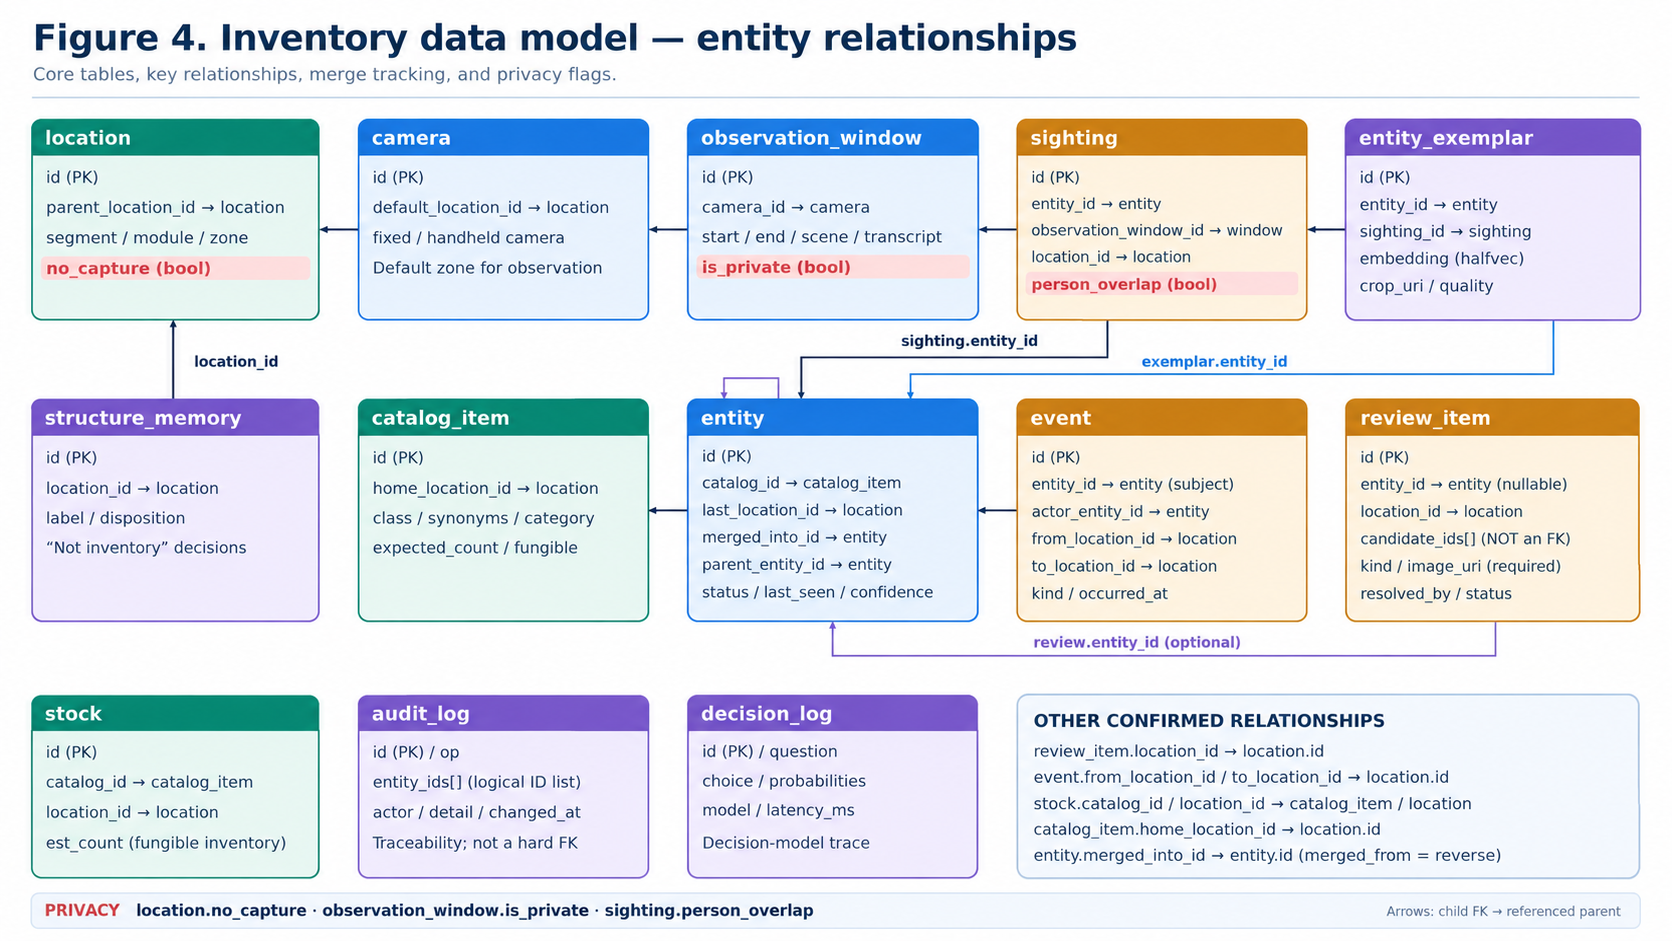 Figure 4. Inventory data model — entity relationships
Core tables, key relationships, merge tracking, and privacy flags.
location
id (PK)
parent_location_id → location
segment / module / zone
no_capture (bool)
camera
id (PK)
default_location_id → location
fixed / handheld camera
Default zone for observation
observation_window
id (PK)
camera_id → camera
start / end / scene / transcript
is_private (bool)
sighting
id (PK)
entity_id → entity
observation_window_id → window
location_id → location
person_overlap (bool)
entity_exemplar
id (PK)
entity_id → entity
sighting_id → sighting
embedding (halfvec)
crop_uri / quality
location_id
sighting.entity_id
exemplar.entity_id
structure_memory
id (PK)
location_id → location
label / disposition
“Not inventory” decisions
catalog_item
id (PK)
home_location_id → location
class / synonyms / category
expected_count / fungible
entity
id (PK)
catalog_id → catalog_item
last_location_id → location
merged_into_id → entity
parent_entity_id → entity
status / last_seen / confidence
event
id (PK)
entity_id → entity (subject)
actor_entity_id → entity
from_location_id → location
to_location_id → location
kind / occurred_at
review_item
id (PK)
entity_id → entity (nullable)
location_id → location
candidate_ids[] (NOT an FK)
kind / image_uri (required)
resolved_by / status
review.entity_id (optional)
stock
id (PK)
catalog_id → catalog_item
location_id → location
est_count (fungible inventory)
audit_log
id (PK) / op
entity_ids[] (logical ID list)
actor / detail / changed_at
Traceability; not a hard FK
decision_log
id (PK) / question
choice / probabilities
model / latency_ms
Decision-model trace
OTHER CONFIRMED RELATIONSHIPS
review_item.location_id → location.id
event.from_location_id / to_location_id → location.id
stock.catalog_id / location_id → catalog_item / location
catalog_item.home_location_id → location.id
entity.merged_into_id → entity.id (merged_from = reverse)
PRIVACY location.no_capture · observation_window.is_private · sighting.person_overlap
Arrows: child FK → referenced parent